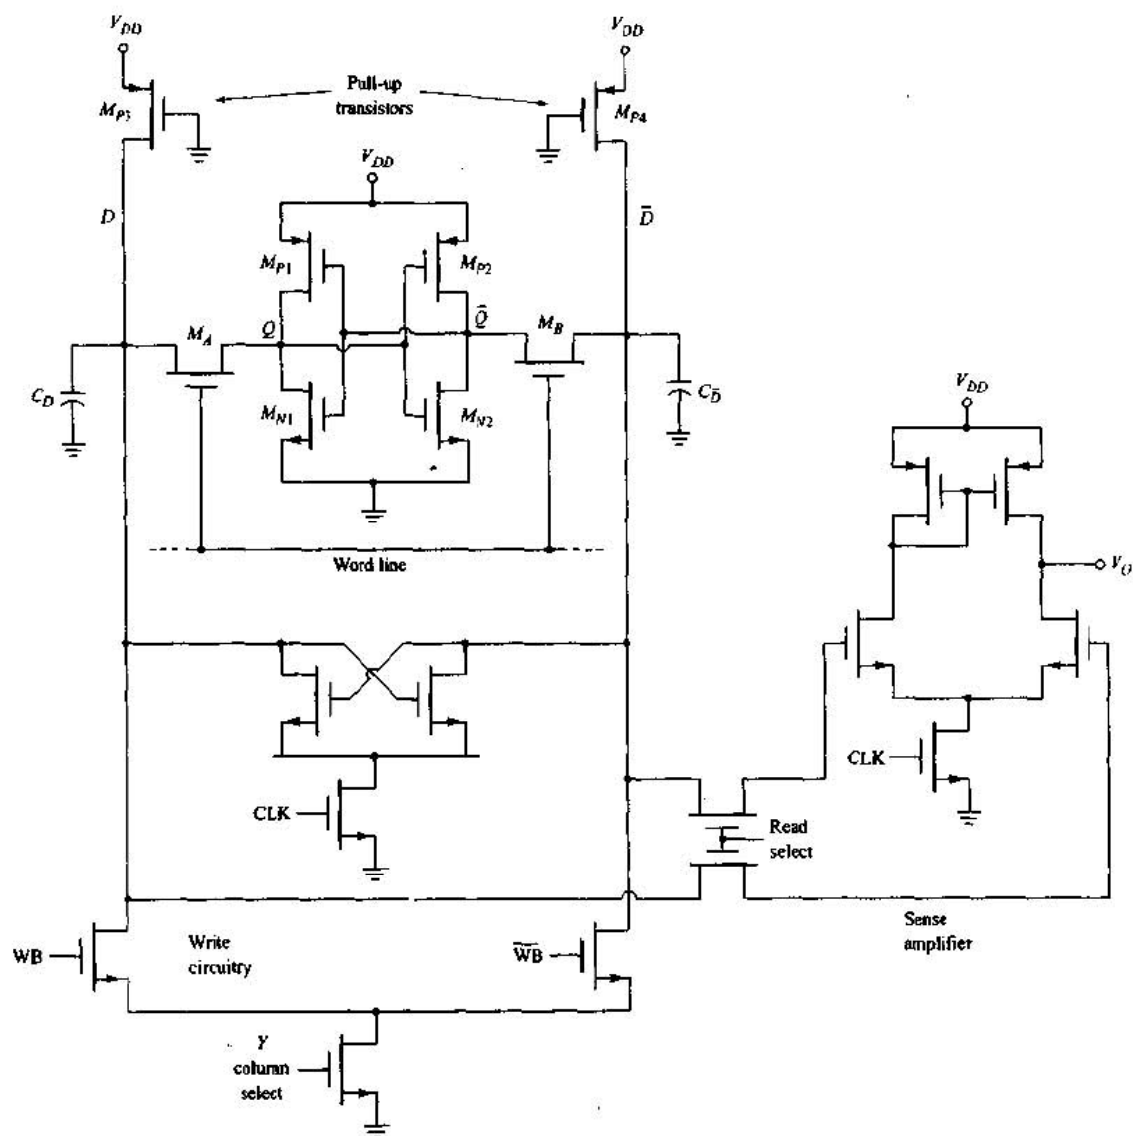 V_DD
V_DD
Pull-up
transistors
M_P3
M_P4
V_DD
D
D̄
M_P1
M_P2
Q
Q̄
M_A
M_B
C_D
C_D̄
M_N1
M_N2
V_DD
Word line
V_O
CLK
CLK
Read
select
Sense
amplifier
WB
Write
circuitry
W̅B̅
Y
column
select